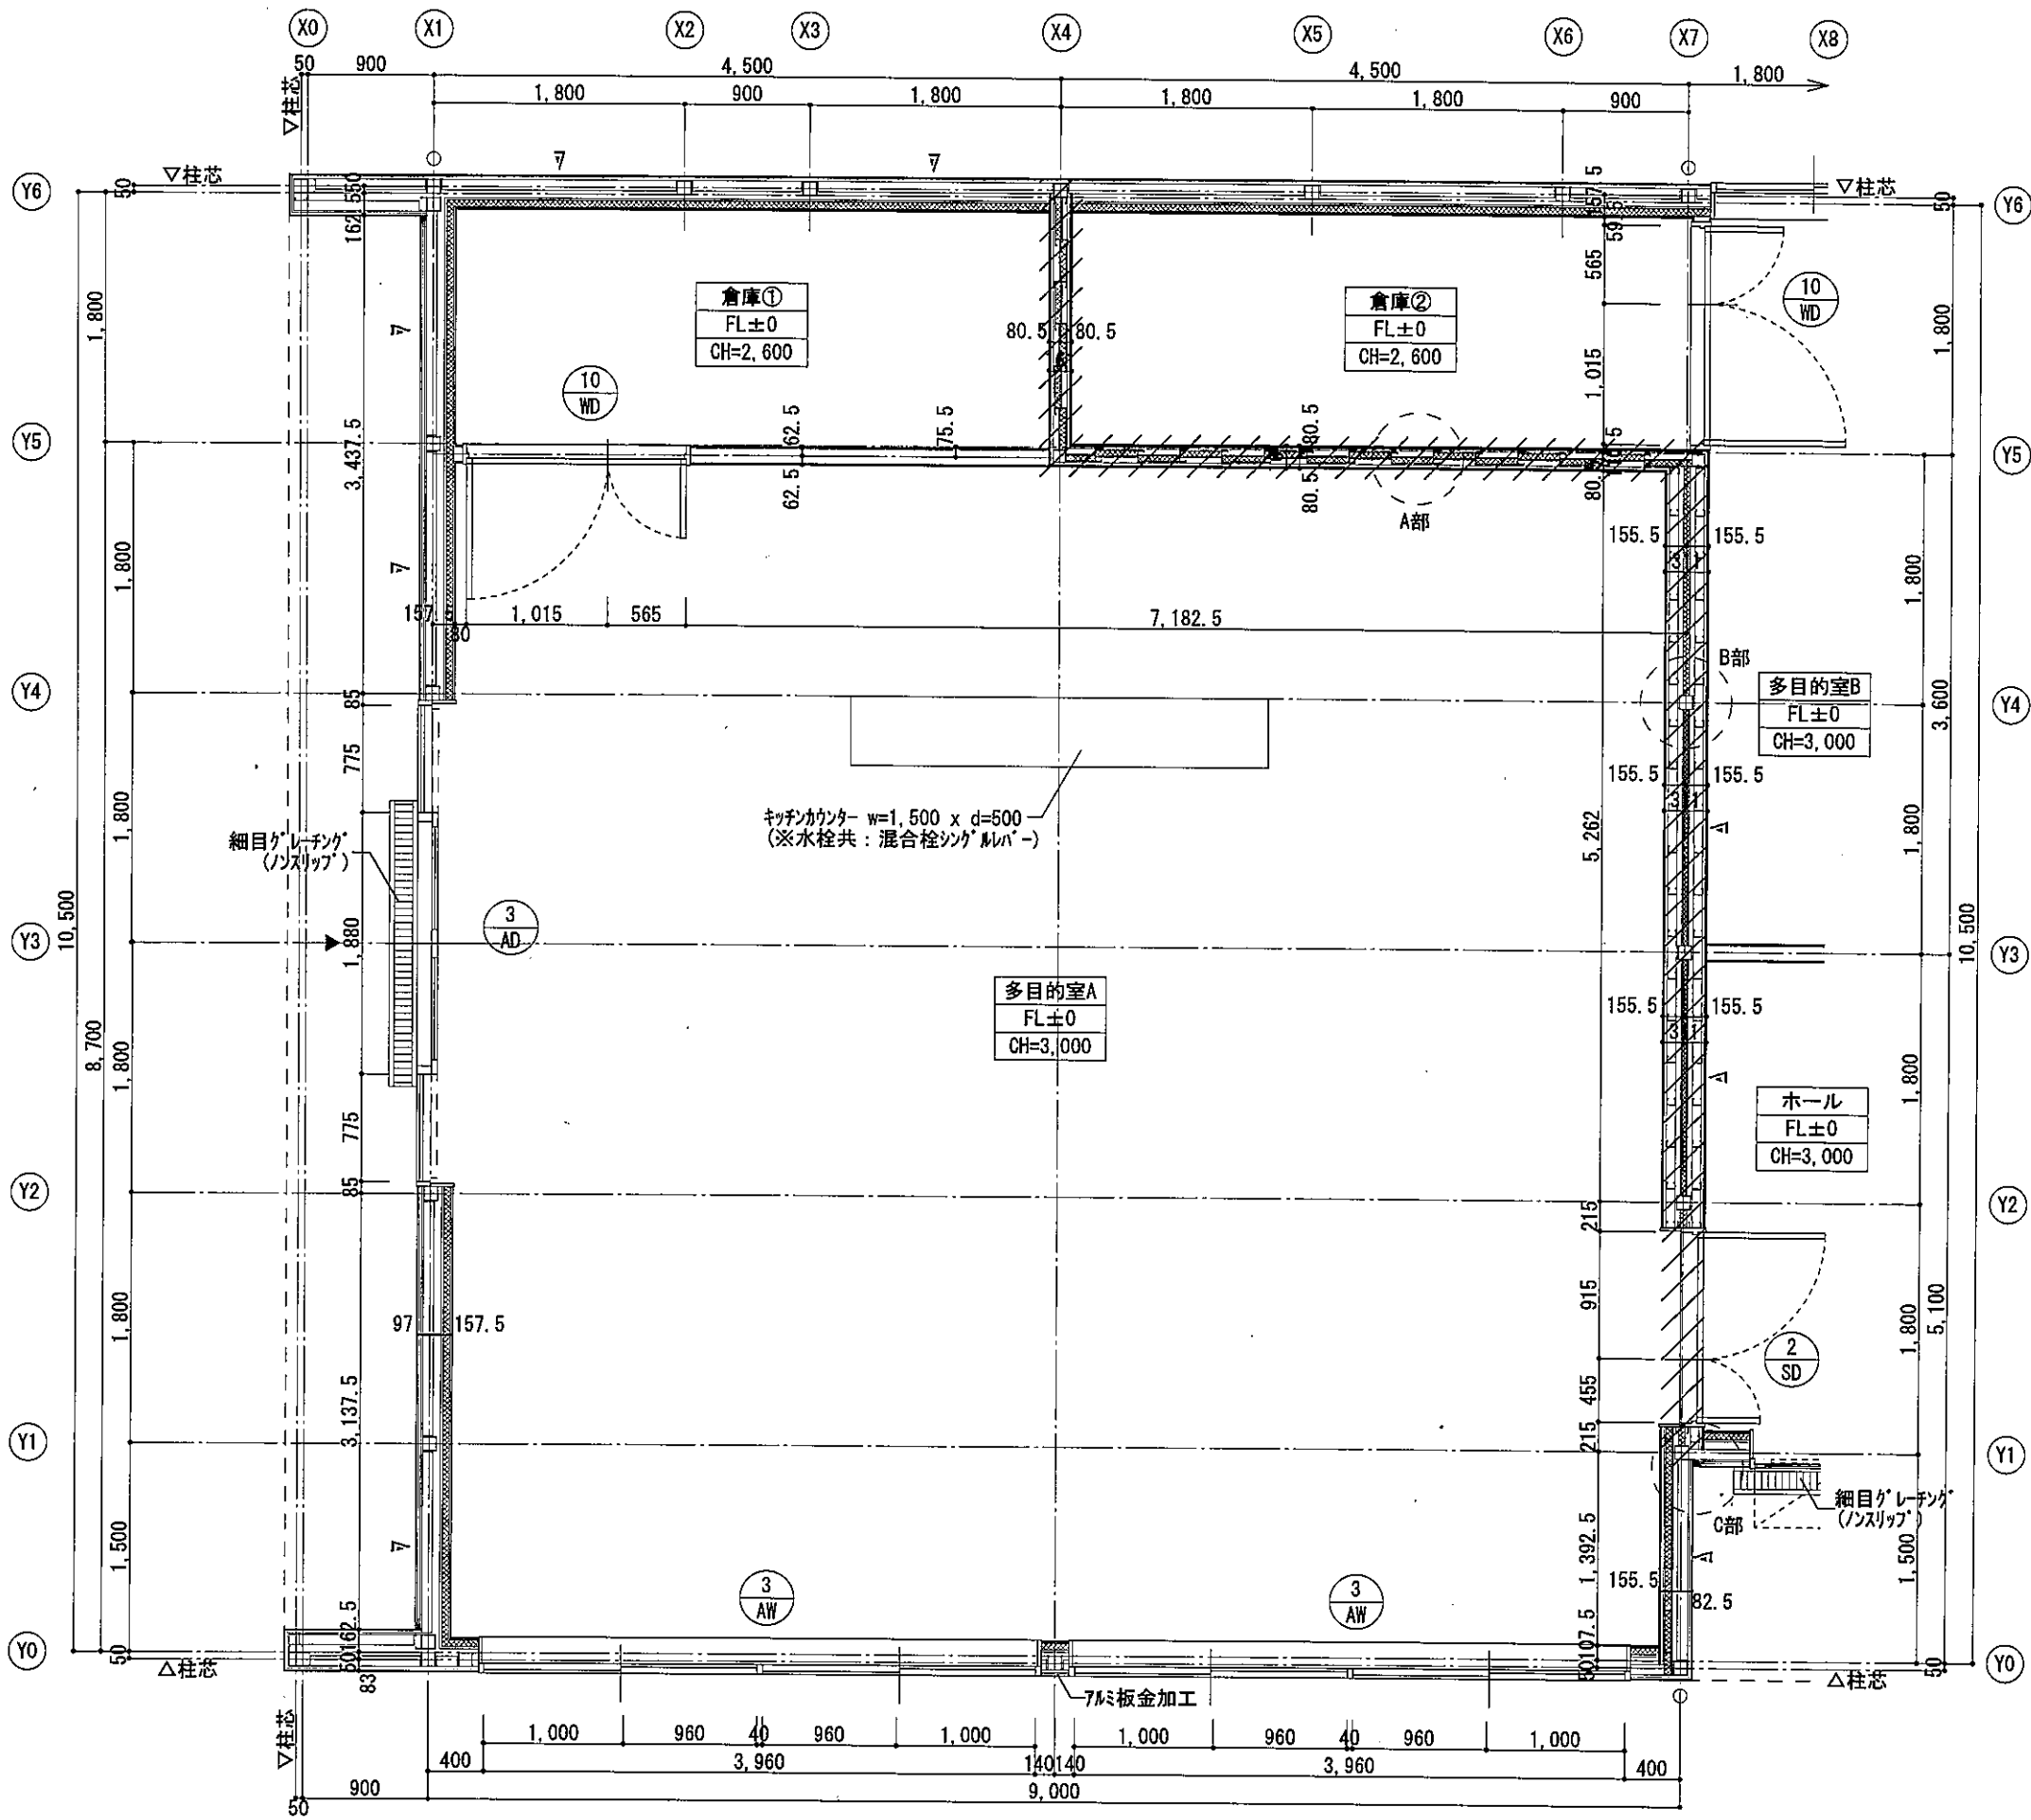 X0 X1 X2 X3 X4 X5 X6 X7 X8
50 900 4,500 4,500 1,800
1,800 900 1,800 1,800 1,800 900
▽柱芯
▽柱芯
▽柱芯
Y6
50
50
Y6
倉庫①
FL±0
CH=2,600
倉庫②
FL±0
CH=2,600
10
WD
10
WD
80.5 80.5
565
1,015
1,800
1,800
3,437.5
62.5
75.5
62.5
80.5
80.5
A部
Y5
Y5
1,800
157.5
80
1,015 565 7,182.5
155.5 155.5
31
1,800
B部
多目的室B
FL±0
CH=3,000
3,600
Y4
Y4
85
775
155.5 155.5
31
キッチンカウンター w=1,500 x d=500
(※水栓共:混合栓シングルレバー)
細目グレーチング
(ノンスリップ)
1,800
5,262
1,800
10,500
1,880
3
AD
Y3
Y3
10,500
多目的室A
FL±0
CH=3,000
155.5 155.5
31
8,700
1,800
1,800
ホール
FL±0
CH=3,000
775
85
Y2
Y2
215
915
97 157.5
1,800
2
SD
1,800
5,100
3,137.5
455
215
Y1
Y1
細目グレーチング
(ノンスリップ)
C部
1,500
1,392.5
1,500
155.5
82.5
3
AW
3
AW
162.5
50
107.5
50
Y0
50
83
50
Y0
△柱芯
△柱芯
アルミ板金加工
▽柱芯
1,000 960 40 960 1,000 1,000 960 40 960 1,000
400 3,960 140 140 3,960 400
50 900 9,000